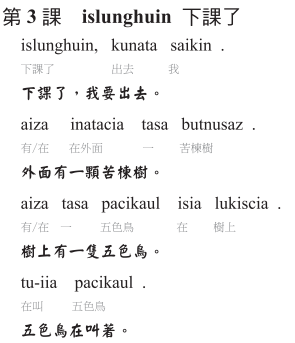 第 3 課 islunghuin 下課了
islunghuin, kunata saikin .
下課了 出去 我
下課了，我要出去。
aiza inatacia tasa butnusaz .
有/在 在外面 一 苦楝樹
外面有一顆苦楝樹。
aiza tasa pacikaul isia lukiscia .
有/在 一 五色鳥 在 樹上
樹上有一隻五色鳥。
tu-iia pacikaul .
在叫 五色鳥
五色鳥在叫著。